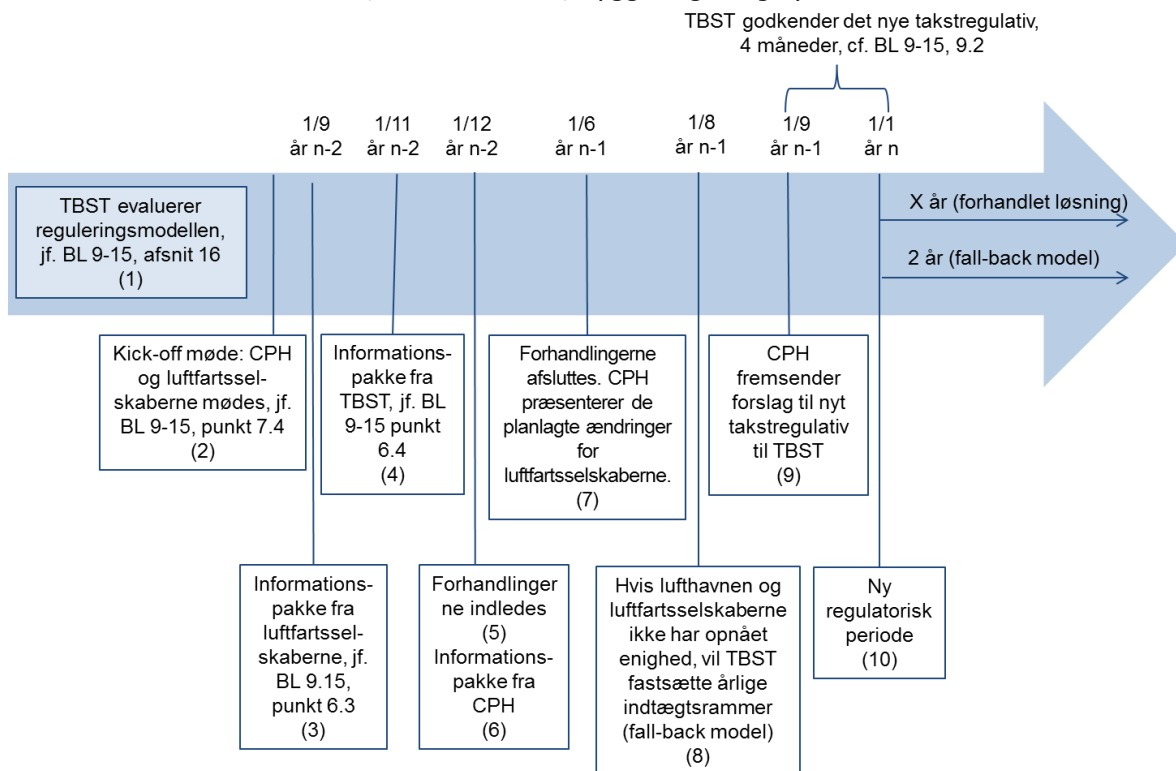 TBST godkender det nye takstregulativ,
4 måneder, cf. BL 9-15, 9.2
1/9
år n-2
1/11
år n-2
1/12
år n-2
1/6
år n-1
1/8
år n-1
1/9
år n-1
1/1
år n
TBST evaluerer
reguleringsmodellen,
jf. BL 9-15, afsnit 16
(1)
X år (forhandlet løsning)
2 år (fall-back model)
Kick-off møde: CPH
og luftfartssel-
skaberne mødes, jf.
BL 9-15, punkt 7.4
(2)
Informations-
pakke fra
TBST, jf. BL
9-15 punkt
6.4
(4)
Forhandlingerne
afsluttes. CPH
præsenterer de
planlagte ændringer
for
luftfartsselskaberne.
(7)
CPH
fremsender
forslag til nyt
takstregulativ
til TBST
(9)
Informations-
pakke fra
luftfartssel-
skaberne, jf.
BL 9.15,
punkt 6.3
(3)
Forhandlinger
ne indledes
(5)
Informations-
pakke fra
CPH
(6)
Hvis lufthavnen og
luftfartsselskaberne
ikke har opnået
enighed, vil TBST
fastsætte årlige
indtægtsrammer
(fall-back model)
(8)
Ny
regulatorisk
periode
(10)